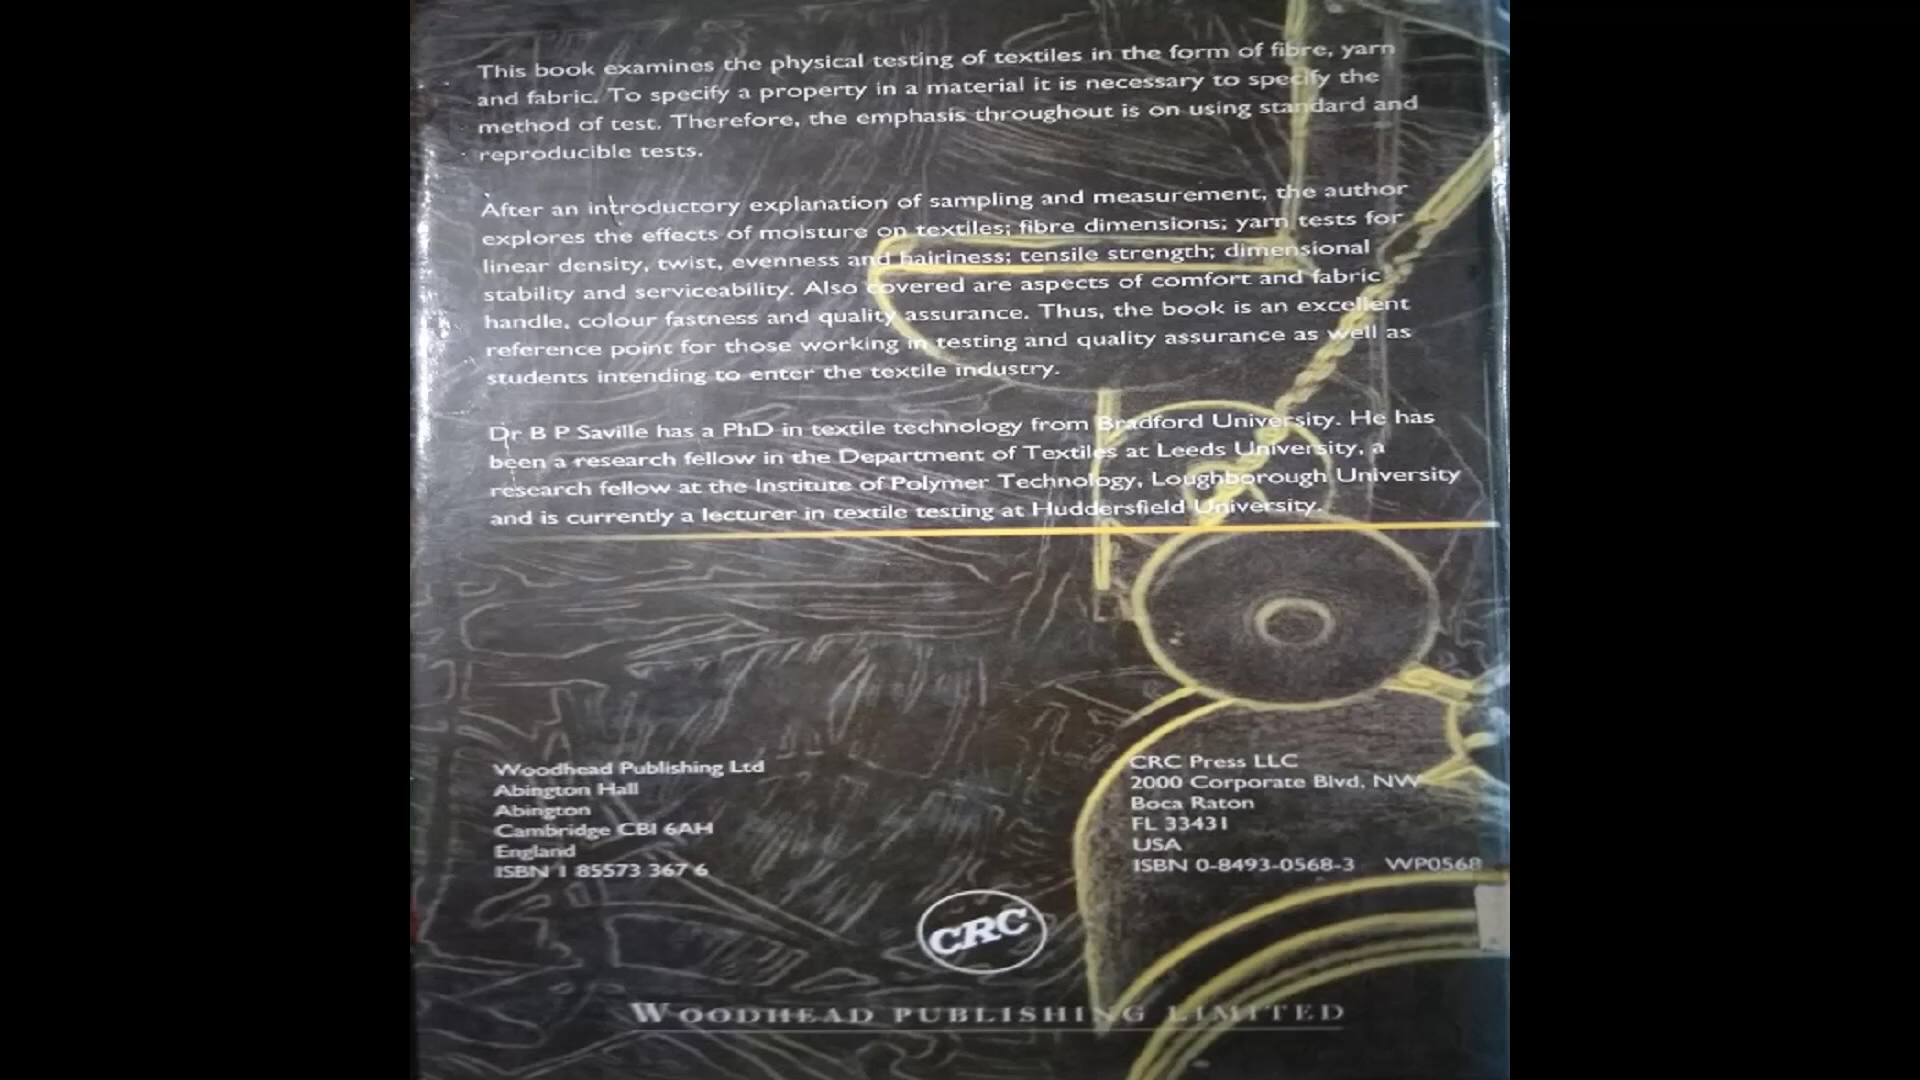 This book examines the physical testing of textiles in the form of fibre, yarn
and fabric. To specify a property in a material it is necessary to specify the
method of test. Therefore, the emphasis throughout is on using standard and
reproducible tests.
After an introductory explanation of sampling and measurement, the author
explores the effects of moisture on textiles; fibre dimensions; yarn tests for
linear density, twist, evenness and hairiness; tensile strength; dimensional
stability and serviceability. Also covered are aspects of comfort and fabric
handle, colour fastness and quality assurance. Thus, the book is an excellent
reference point for those working in testing and quality assurance as well as
students intending to enter the textile industry.
Dr B P Saville has a PhD in textile technology from Bradford University. He has
been a research fellow in the Department of Textiles at Leeds University, a
research fellow at the Institute of Polymer Technology, Loughborough University
and is currently a lecturer in textile testing at Huddersfield University.
Woodhead Publishing Ltd
Abington Hall
Abington
Cambridge CB1 6AH
England
ISBN 1 85573 367 6
CRC Press LLC
2000 Corporate Blvd, NW
Boca Raton
FL 33431
USA
ISBN 0-8493-0568-3 WP0568
CRC
WOODHEAD PUBLISHING LIMITED